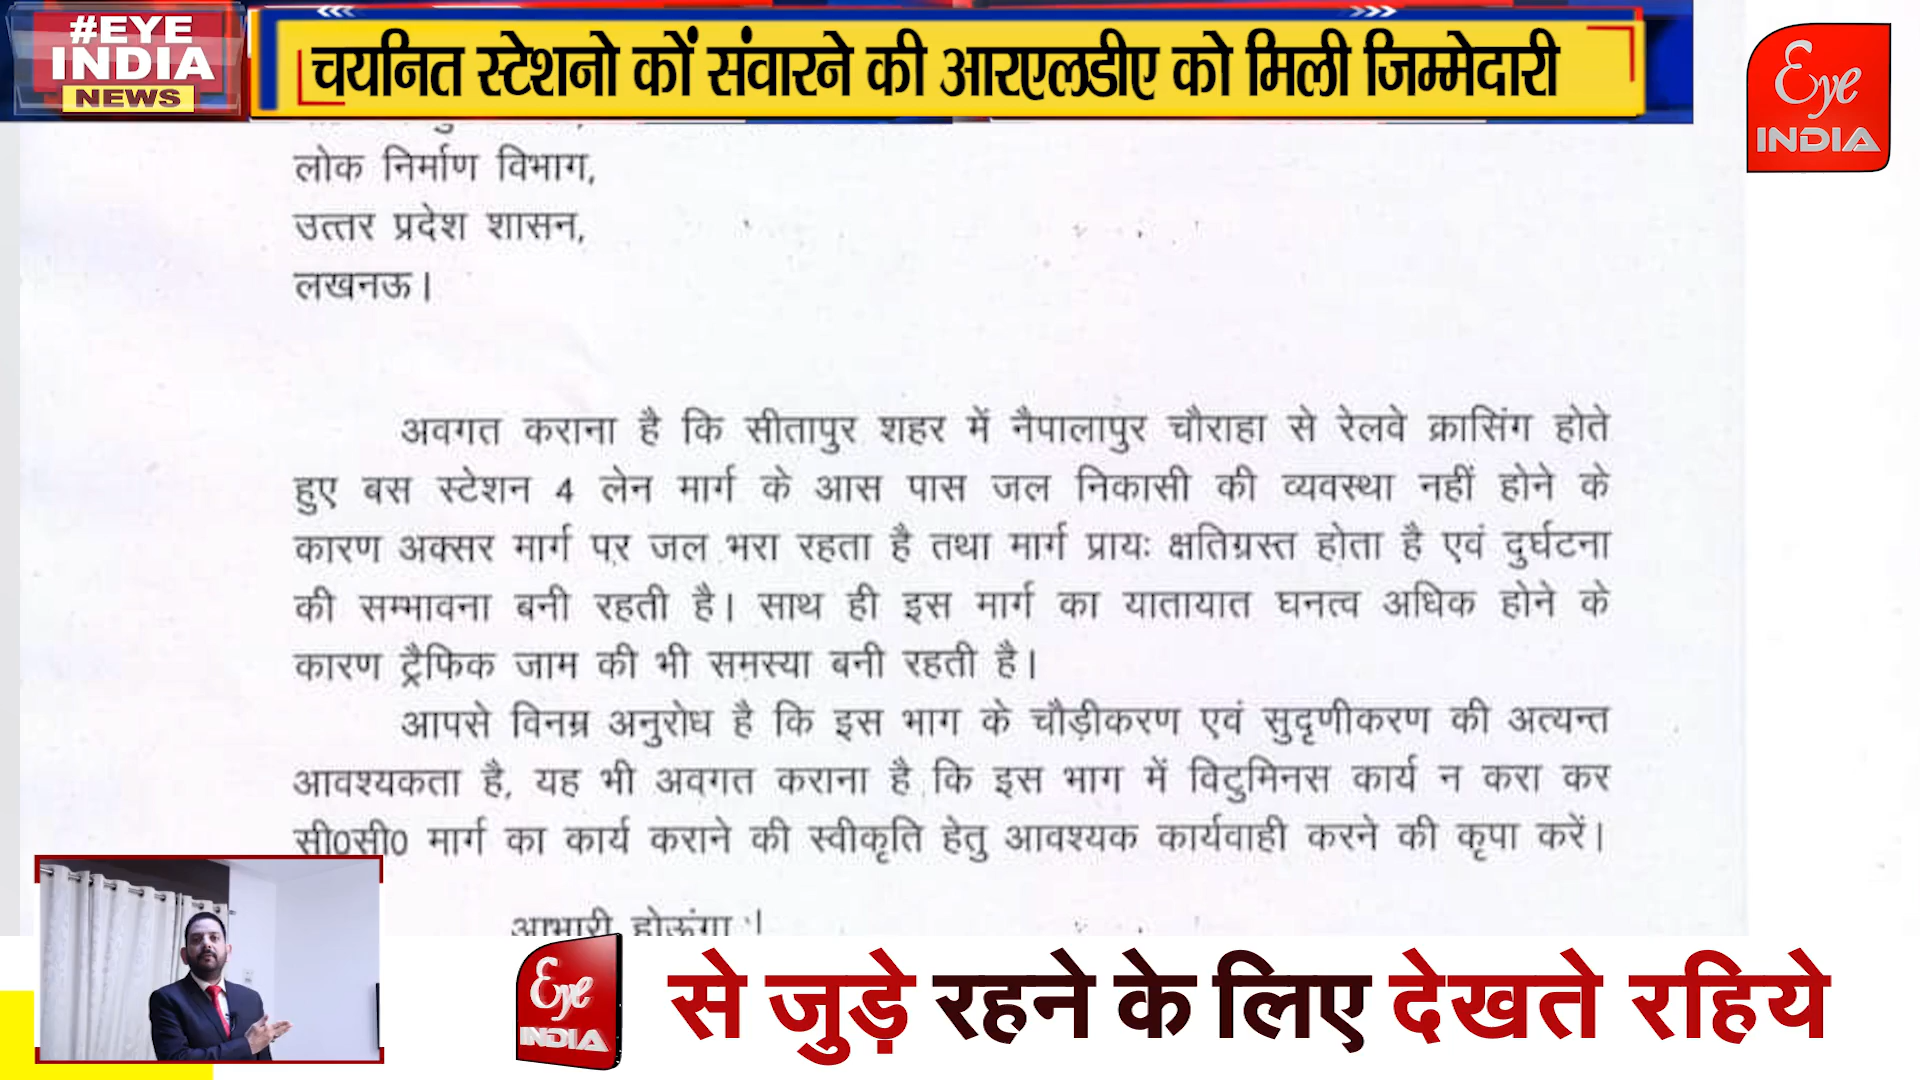 #EYE
INDIA
NEWS
चयनित स्टेशनो कों संवारने की आरएलडीए को मिली जिम्मेदारी
Eye
INDIA
लोक निर्माण विभाग,
उत्तर प्रदेश शासन,
लखनऊ।
अवगत कराना है कि सीतापुर शहर में नैपालापुर चौराहा से रेलवे क्रासिंग होते
हुए बस स्टेशन 4 लेन मार्ग के आस पास जल निकासी की व्यवस्था नहीं होने के
कारण अक्सर मार्ग पर जल भरा रहता है तथा मार्ग प्रायः क्षतिग्रस्त होता है एवं दुर्घटना
की सम्भावना बनी रहती है। साथ ही इस मार्ग का यातायात घनत्व अधिक होने के
कारण ट्रैफिक जाम की भी समस्या बनी रहती है।
आपसे विनम्र अनुरोध है कि इस भाग के चौड़ीकरण एवं सुदृणीकरण की अत्यन्त
आवश्यकता है, यह भी अवगत कराना है कि इस भाग में विटुमिनस कार्य न करा कर
सी0सी0 मार्ग का कार्य कराने की स्वीकृति हेतु आवश्यक कार्यवाही करने की कृपा करें।
आभारी होऊंगा।
Eye
INDIA
से जुड़े रहने के लिए देखते रहिये